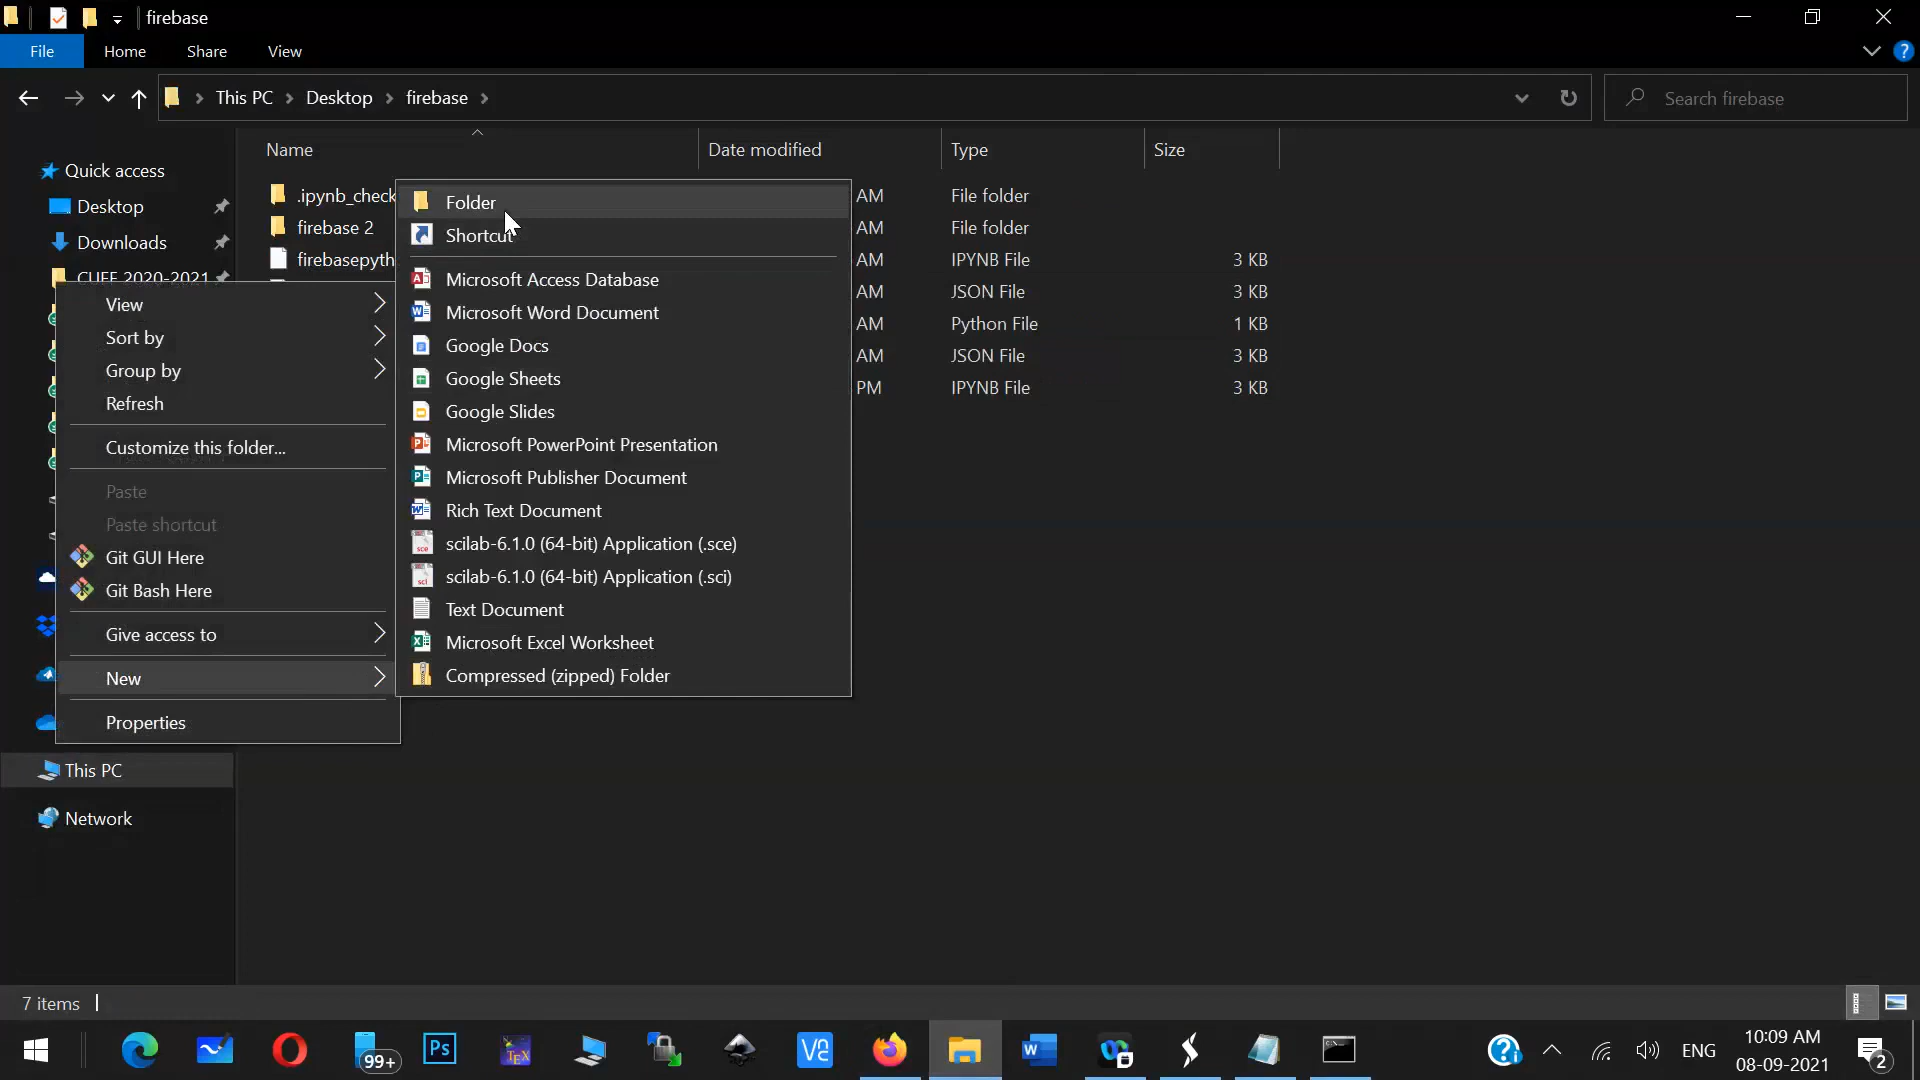 firebase
File Home Share View
This PC Desktop firebase
Search firebase
Name Date modified Type Size
Quick access
Desktop
Downloads
CUEE 2020-2021
.ipynb_check AM File folder
firebase 2 AM File folder
firebasepyth AM IPYNB File 3 KB
AM JSON File 3 KB
AM Python File 1 KB
AM JSON File 3 KB
PM IPYNB File 3 KB
View
Sort by
Group by
Refresh
Customize this folder...
Paste
Paste shortcut
Git GUI Here
Git Bash Here
Give access to
New
Properties
Folder
Shortcut
Microsoft Access Database
Microsoft Word Document
Google Docs
Google Sheets
Google Slides
Microsoft PowerPoint Presentation
Microsoft Publisher Document
Rich Text Document
scilab-6.1.0 (64-bit) Application (.sce)
scilab-6.1.0 (64-bit) Application (.sci)
Text Document
Microsoft Excel Worksheet
Compressed (zipped) Folder
This PC
Network
7 items
99+
Ps
TEX
ENG
10:09 AM
08-09-2021
2